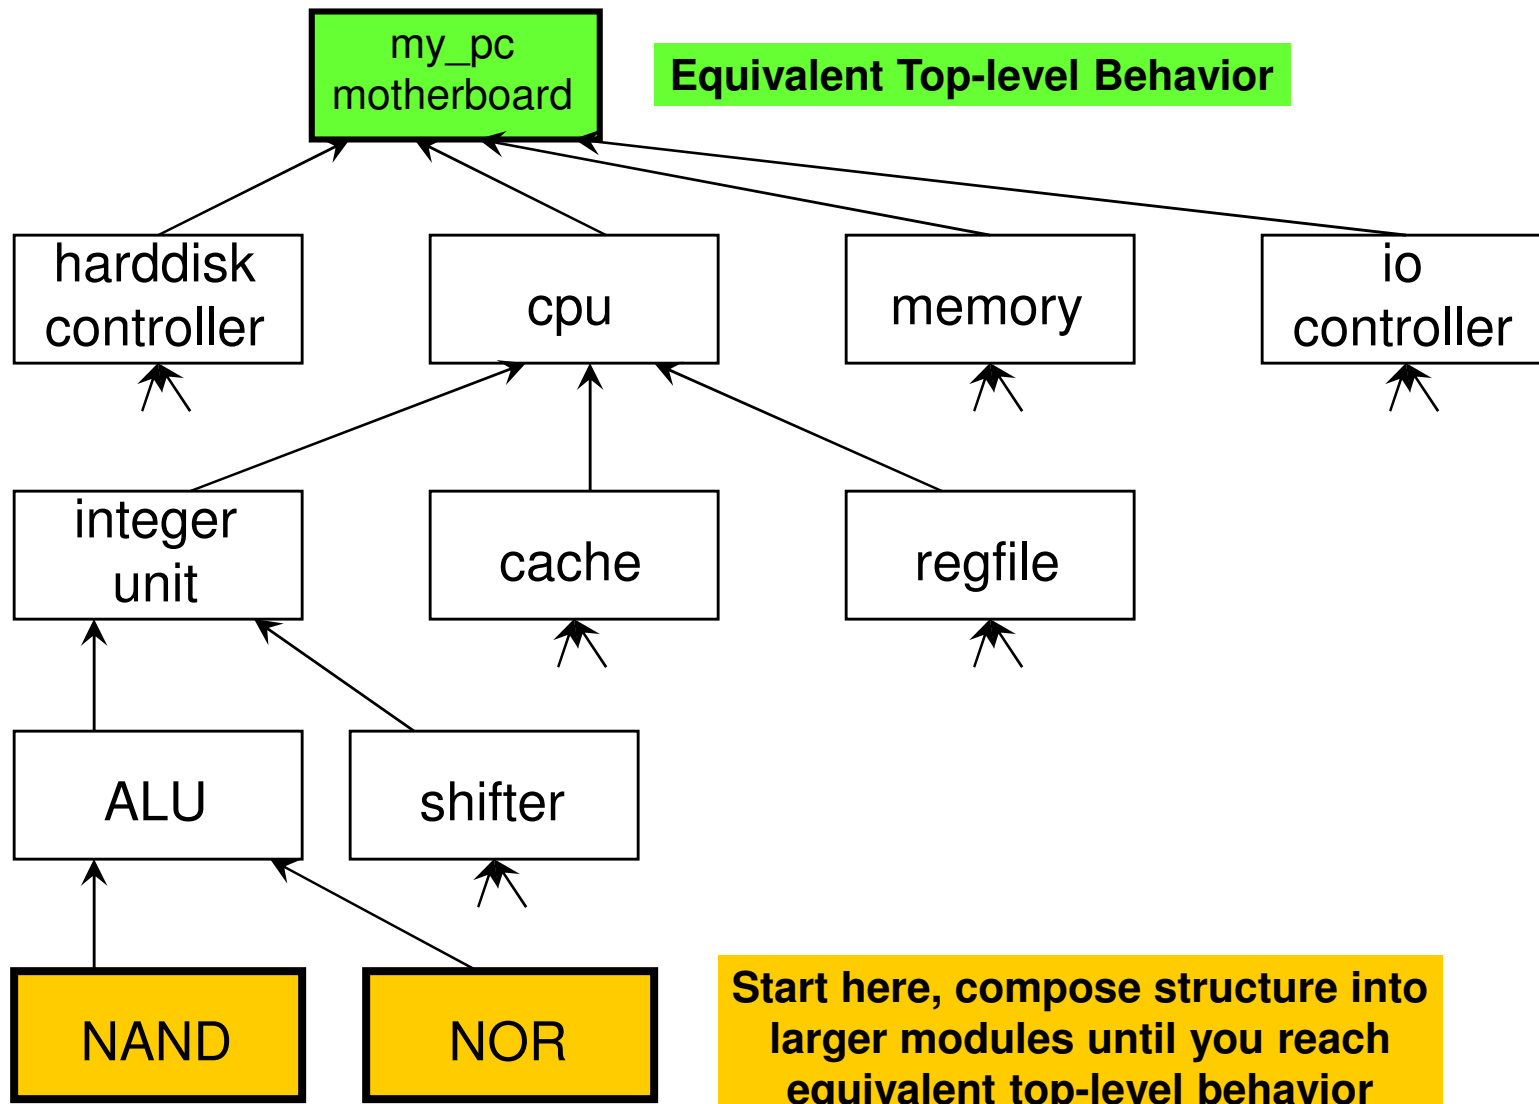 my_pc
motherboard
Equivalent Top-level Behavior
harddisk
controller
cpu
memory
io
controller
integer
unit
cache
regfile
ALU
shifter
NAND
NOR
Start here, compose structure into
larger modules until you reach
equivalent top-level behavior